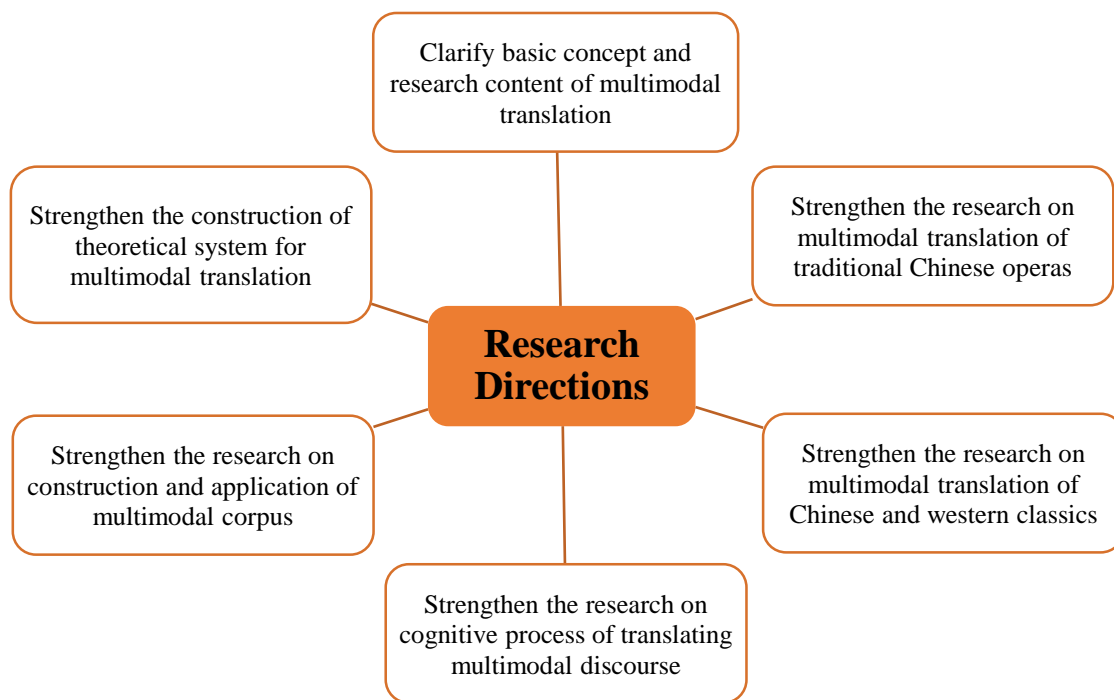 Clarify basic concept and
research content of multimodal
translation
Strengthen the construction of
theoretical system for
multimodal translation
Strengthen the research on
multimodal translation of
traditional Chinese operas
Research
Directions
Strengthen the research on
construction and application of
multimodal corpus
Strengthen the research on
multimodal translation of
Chinese and western classics
Strengthen the research on
cognitive process of translating
multimodal discourse